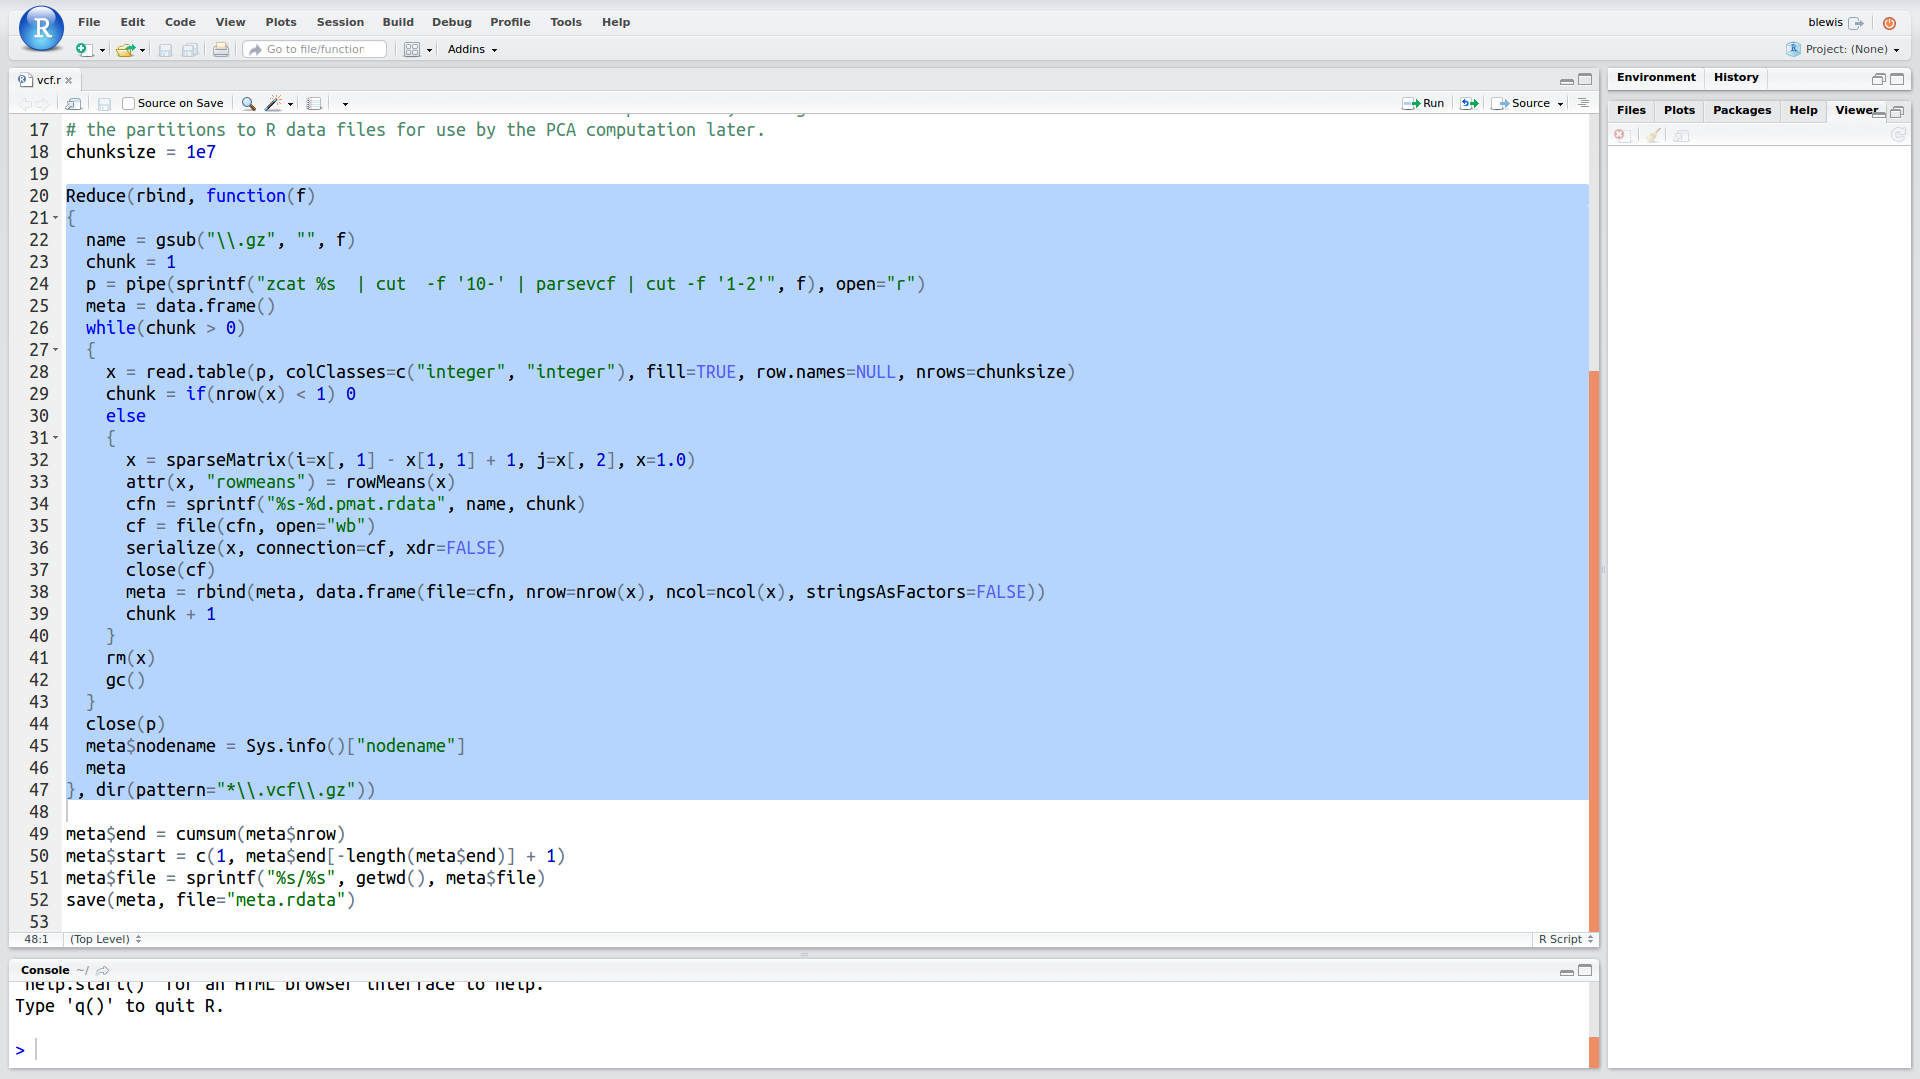 File Edit Code View Plots Session Build Debug Profile Tools Help
blewis
Go to file/function
Addins
Project: (None)
vcf.r
Source on Save
Run
Source
17 # the partitions to R data files for use by the PCA computation later.
18 chunksize = 1e7
19
20 Reduce(rbind, function(f)
21 {
22   name = gsub("\\.gz", "", f)
23   chunk = 1
24   p = pipe(sprintf("zcat %s  | cut  -f '10-' | parsevcf | cut -f '1-2'", f), open="r")
25   meta = data.frame()
26   while(chunk > 0)
27   {
28     x = read.table(p, colClasses=c("integer", "integer"), fill=TRUE, row.names=NULL, nrows=chunksize)
29     chunk = if(nrow(x) < 1) 0
30     else
31     {
32       x = sparseMatrix(i=x[, 1] - x[1, 1] + 1, j=x[, 2], x=1.0)
33       attr(x, "rowmeans") = rowMeans(x)
34       cfn = sprintf("%s-%d.pmat.rdata", name, chunk)
35       cf = file(cfn, open="wb")
36       serialize(x, connection=cf, xdr=FALSE)
37       close(cf)
38       meta = rbind(meta, data.frame(file=cfn, nrow=nrow(x), ncol=ncol(x), stringsAsFactors=FALSE))
39       chunk + 1
40     }
41     rm(x)
42     gc()
43   }
44   close(p)
45   meta$nodename = Sys.info()["nodename"]
46   meta
47 }, dir(pattern="*\\.vcf\\.gz"))
48
49 meta$end = cumsum(meta$nrow)
50 meta$start = c(1, meta$end[-length(meta$end)] + 1)
51 meta$file = sprintf("%s/%s", getwd(), meta$file)
52 save(meta, file="meta.rdata")
53
48:1 (Top Level) R Script
Console ~/
'help.start()' for an HTML browser interface to help.
Type 'q()' to quit R.
>
Environment History
Files Plots Packages Help Viewer